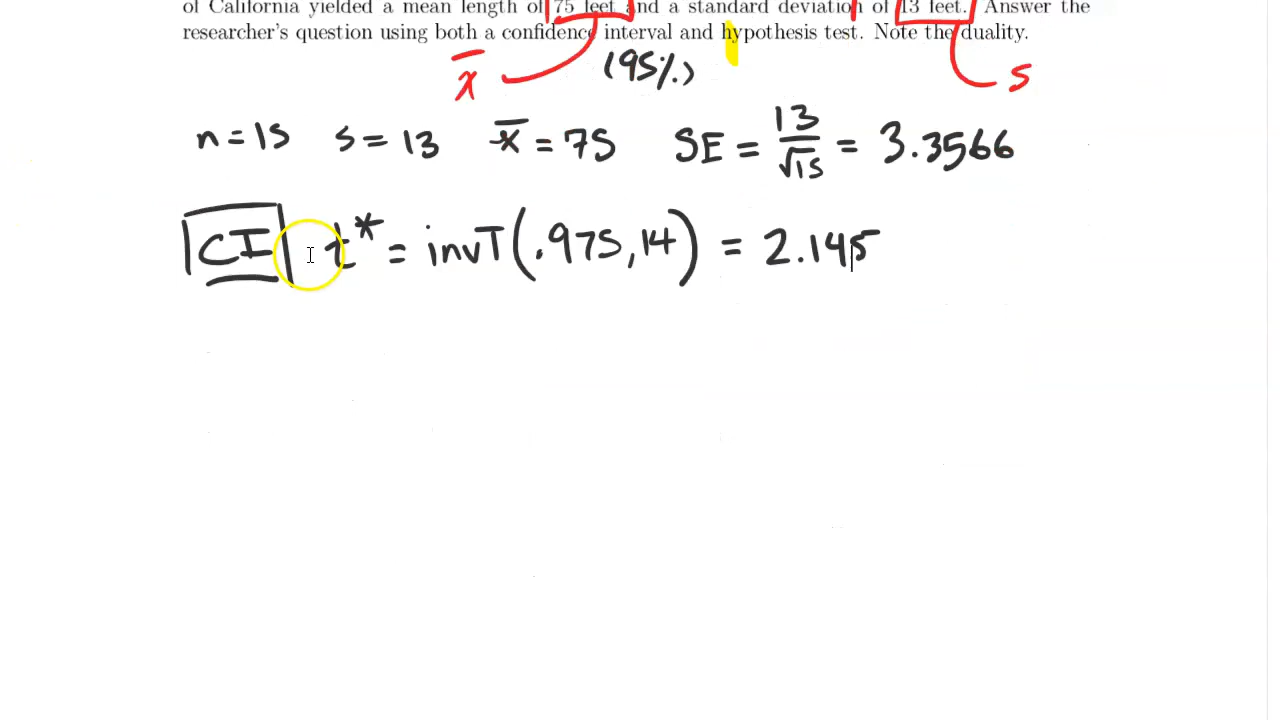 of California yielded a mean length of 75 feet and a standard deviation of 13 feet. Answer the
researcher's question using both a confidence interval and hypothesis test. Note the duality.
x̄ (95%) s
n = 15 s = 13 x̄ = 75 SE = 13/√15 = 3.3566
CI t* = invT(.975, 14) = 2.145